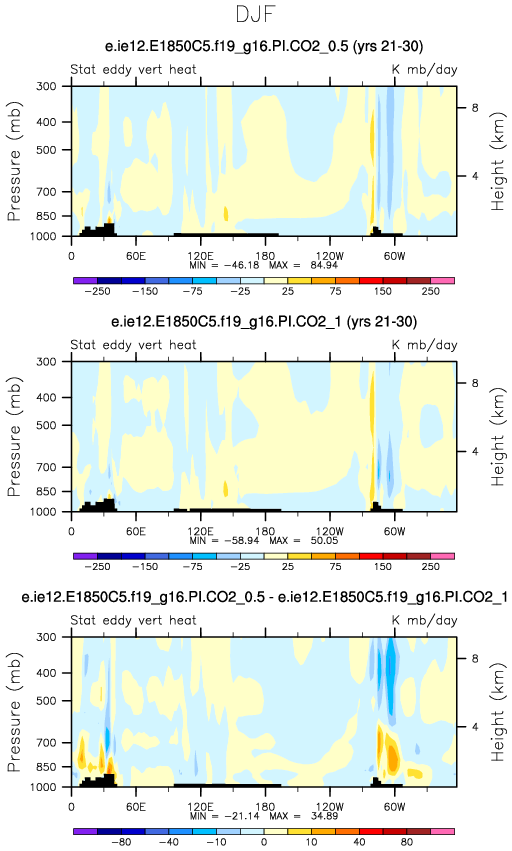 DJF
e.ie12.E1850C5.f19_g16.PI.CO2_0.5 (yrs 21-30)
Stat eddy vert heat K mb/day
Pressure (mb)
300
400
500
700
850
1000
Height (km)
8
4
0 60E 120E 180W 120W 60W
MIN = -46.18 MAX = 84.94
-250 -150 -75 -25 25 75 150 250
e.ie12.E1850C5.f19_g16.PI.CO2_1 (yrs 21-30)
Stat eddy vert heat K mb/day
Pressure (mb)
300
400
500
700
850
1000
Height (km)
8
4
0 60E 120E 180W 120W 60W
MIN = -58.94 MAX = 50.05
-250 -150 -75 -25 25 75 150 250
e.ie12.E1850C5.f19_g16.PI.CO2_0.5 - e.ie12.E1850C5.f19_g16.PI.CO2_1
Stat eddy vert heat K mb/day
Pressure (mb)
300
400
500
700
850
1000
Height (km)
8
4
0 60E 120E 180W 120W 60W
MIN = -21.14 MAX = 34.89
-80 -40 -10 0 10 40 80